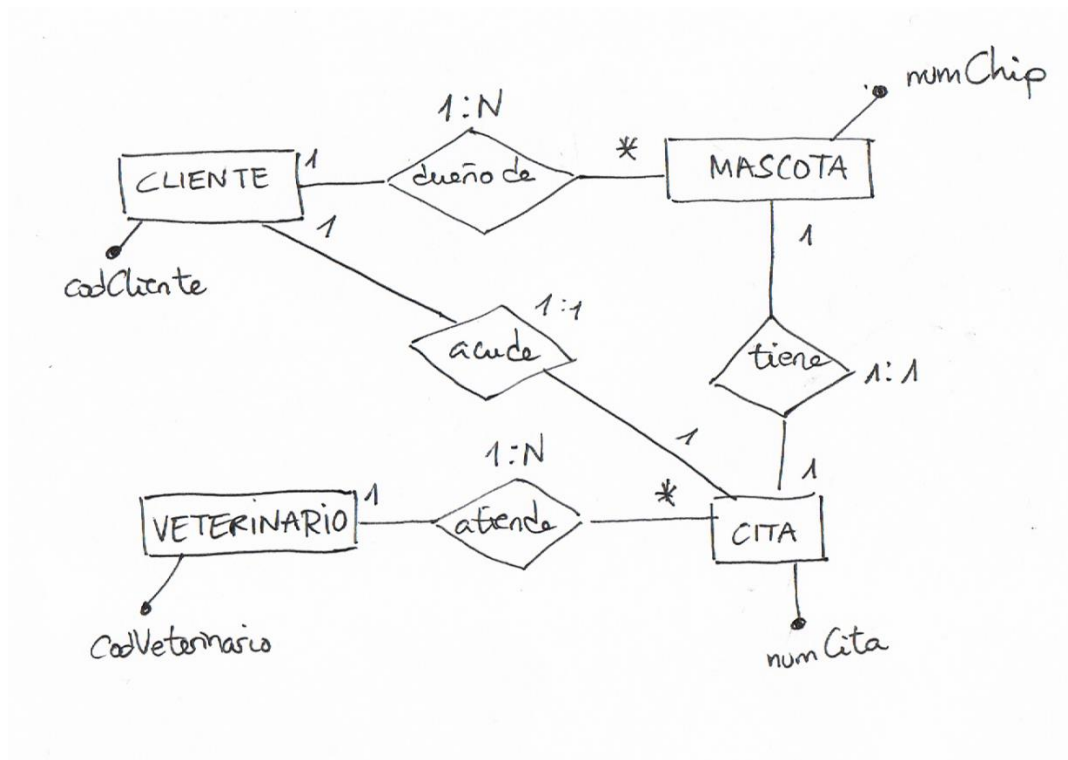 numChip
1:N
CLIENTE 1 dueño de * MASCOTA
1 1
codCliente
1:1
acude tiene 1:1
1
1:N 1
VETERINARIO 1 atiende * CITA
CodVeterinario
numCita